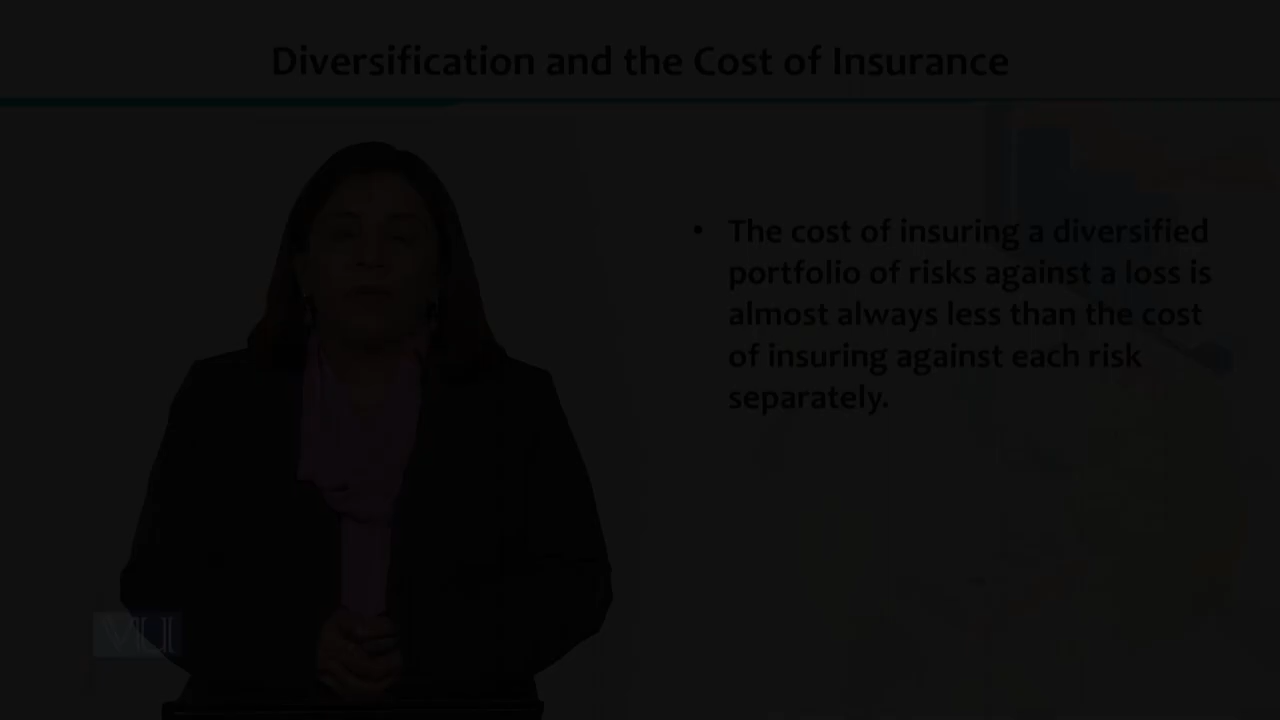 Diversification and the Cost of Insurance
• The cost of insuring a diversified
portfolio of risks against a loss is
almost always less than the cost
of insuring against each risk
separately.
VU